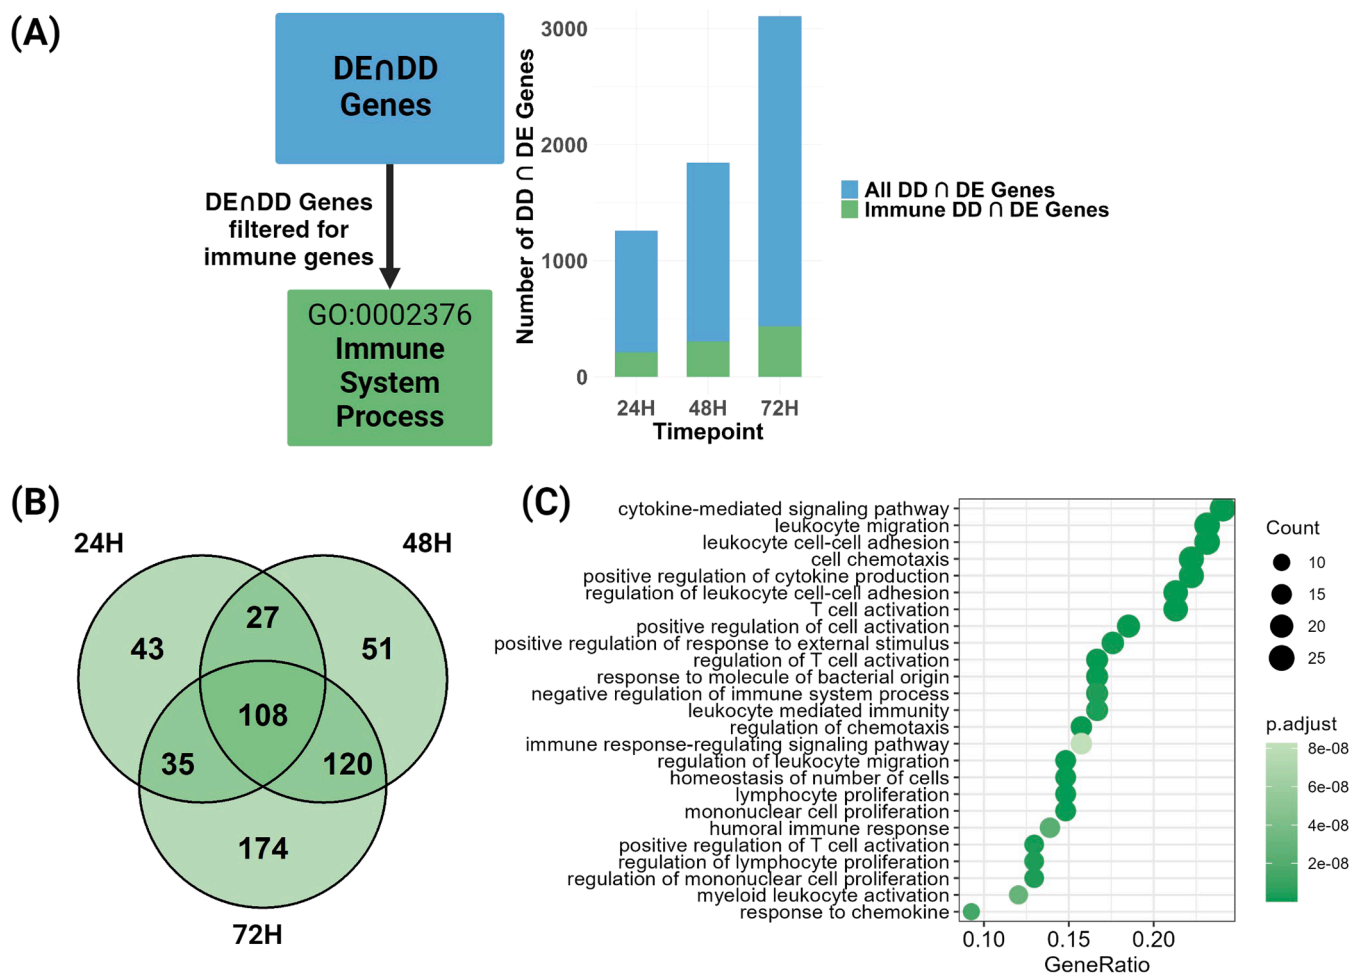 (A)
DE∩DD
Genes
DE∩DD Genes
filtered for
immune genes
GO:0002376
Immune
System
Process
Number of DD ∩ DE Genes
3000
2000
1000
0
24H 48H 72H
Timepoint
All DD ∩ DE Genes
Immune DD ∩ DE Genes
(B)
24H
48H
27
43
51
108
35
120
174
72H
(C)
cytokine-mediated signaling pathway
leukocyte migration
leukocyte cell-cell adhesion
cell chemotaxis
positive regulation of cytokine production
regulation of leukocyte cell-cell adhesion
T cell activation
positive regulation of cell activation
positive regulation of response to external stimulus
regulation of T cell activation
response to molecule of bacterial origin
negative regulation of immune system process
leukocyte mediated immunity
regulation of chemotaxis
immune response-regulating signaling pathway
regulation of leukocyte migration
homeostasis of number of cells
lymphocyte proliferation
mononuclear cell proliferation
humoral immune response
positive regulation of T cell activation
regulation of lymphocyte proliferation
regulation of mononuclear cell proliferation
myeloid leukocyte activation
response to chemokine
0.10 0.15 0.20
GeneRatio
Count
10
15
20
25
p.adjust
8e-08
6e-08
4e-08
2e-08